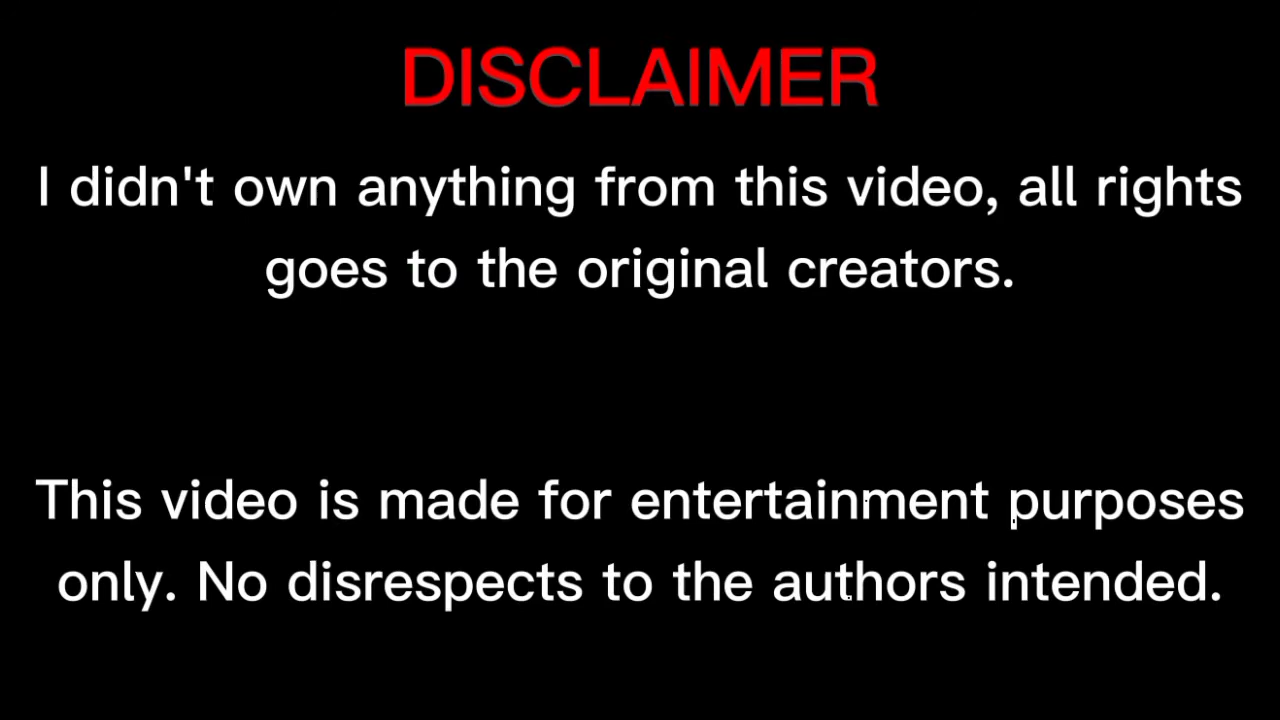 DISCLAIMER
I didn't own anything from this video, all rights
goes to the original creators.
This video is made for entertainment purposes
only. No disrespects to the authors intended.